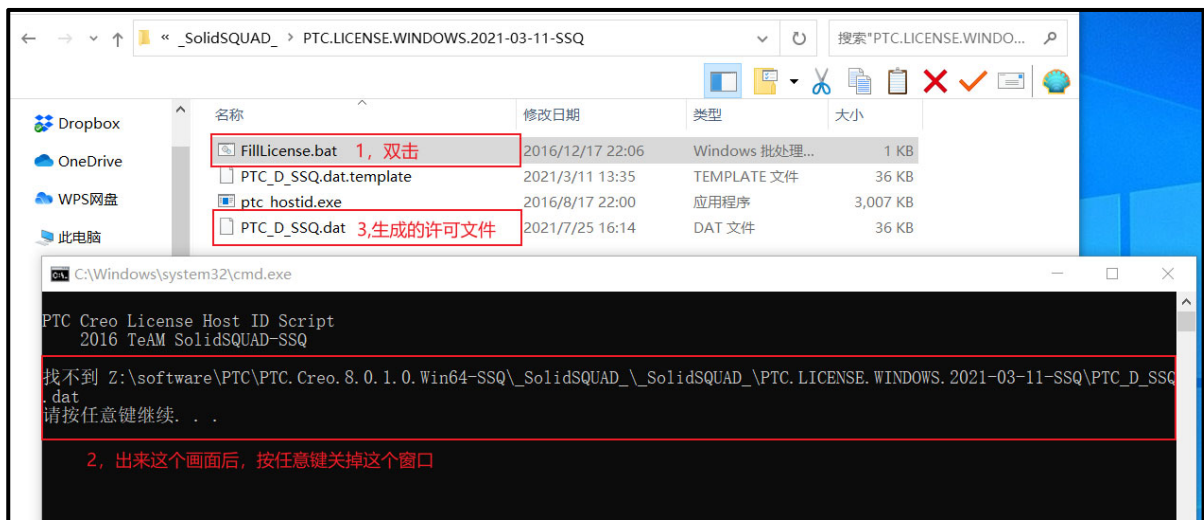 « _SolidSQUAD_ > PTC.LICENSE.WINDOWS.2021-03-11-SSQ
搜索"PTC.LICENSE.WINDO...
名称 修改日期 类型 大小
Dropbox
OneDrive
WPS网盘
此电脑
FillLicense.bat 1，双击 2016/12/17 22:06 Windows 批处理... 1 KB
PTC_D_SSQ.dat.template 2021/3/11 13:35 TEMPLATE 文件 36 KB
ptc_hostid.exe 2016/8/17 22:00 应用程序 3,007 KB
PTC_D_SSQ.dat 3,生成的许可文件 2021/7/25 16:14 DAT 文件 36 KB
C:\Windows\system32\cmd.exe
PTC Creo License Host ID Script
2016 TeAM SolidSQUAD-SSQ
找不到 Z:\software\PTC\PTC.Creo.8.0.1.0.Win64-SSQ\_SolidSQUAD_\_SolidSQUAD_\PTC.LICENSE.WINDOWS.2021-03-11-SSQ\PTC_D_SSQ
.dat
请按任意键继续. . .
2，出来这个画面后，按任意键关掉这个窗口